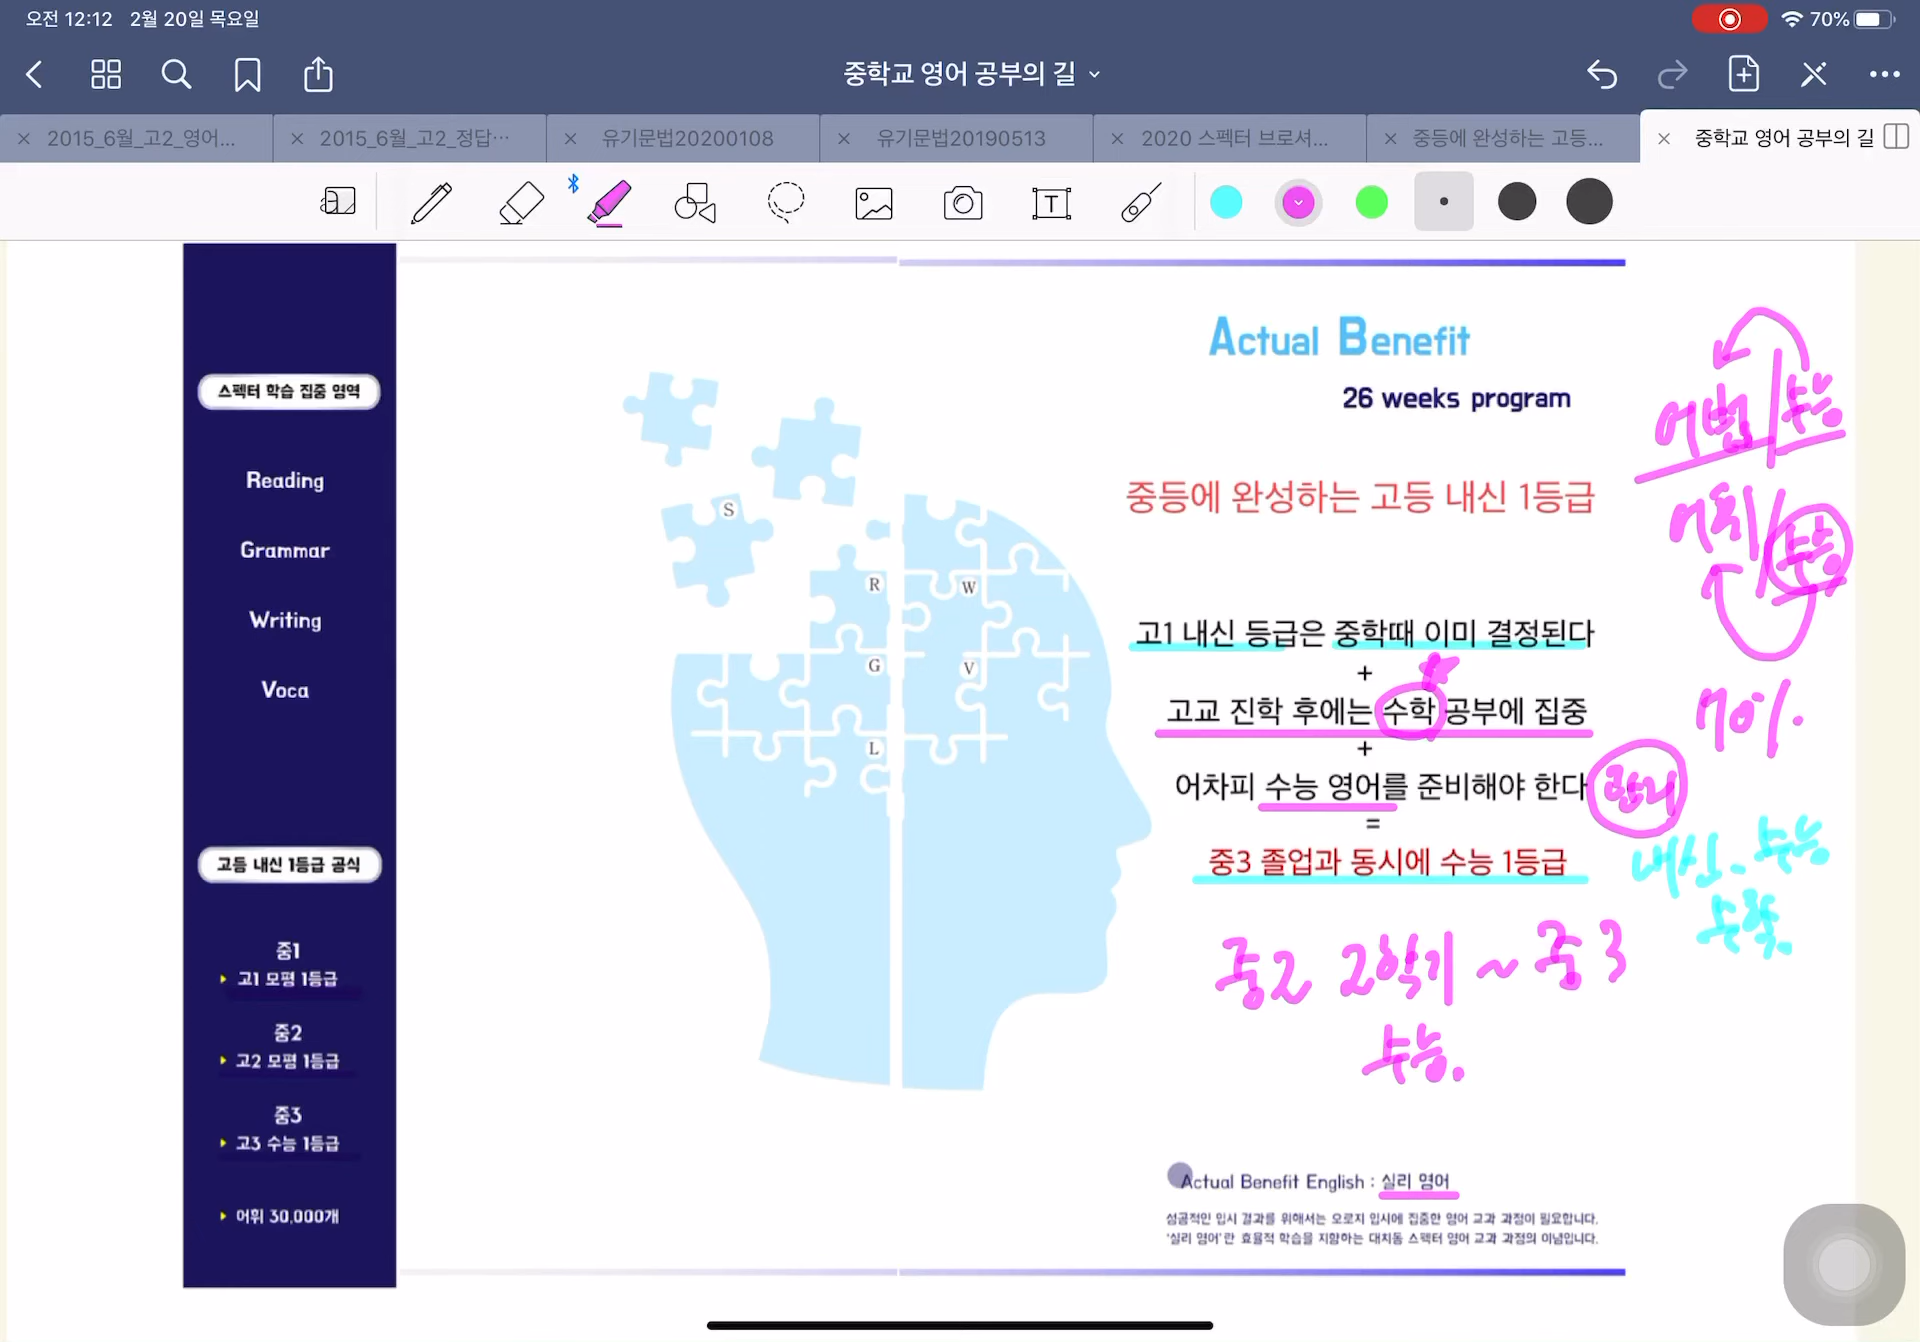 오전 12:12 2월 20일 목요일
70%
중학교 영어 공부의 길
2015_6월_고2_영어...
2015_6월_고2_정답...
유기문법20200108
유기문법20190513
2020 스펙터 브로셔...
중등에 완성하는 고등...
중학교 영어 공부의 길
스펙터 학습 집중 영역
Reading
Grammar
Writing
Voca
고등 내신 1등급 공식
중1
고1 모평 1등급
중2
고2 모평 1등급
중3
고3 수능 1등급
어휘 30,000개
S
R
W
G
V
L
Actual Benefit
26 weeks program
중등에 완성하는 고등 내신 1등급
고1 내신 등급은 중학때 이미 결정된다
+
고교 진학 후에는 수학 공부에 집중
+
어차피 수능 영어를 준비해야 한다
=
중3 졸업과 동시에 수능 1등급
중2 2학기 ~ 중3
수능.
어법/수능
어휘/수능
70%.
내신. 수능
수학.
Actual Benefit English : 실리 영어
성공적인 입시 결과를 위해서는 오로지 입시에 집중한 영어 교과 과정이 필요합니다.
'실리 영어'란 효율적 학습을 지향하는 대치동 스펙터 영어 교과 과정의 이념입니다.